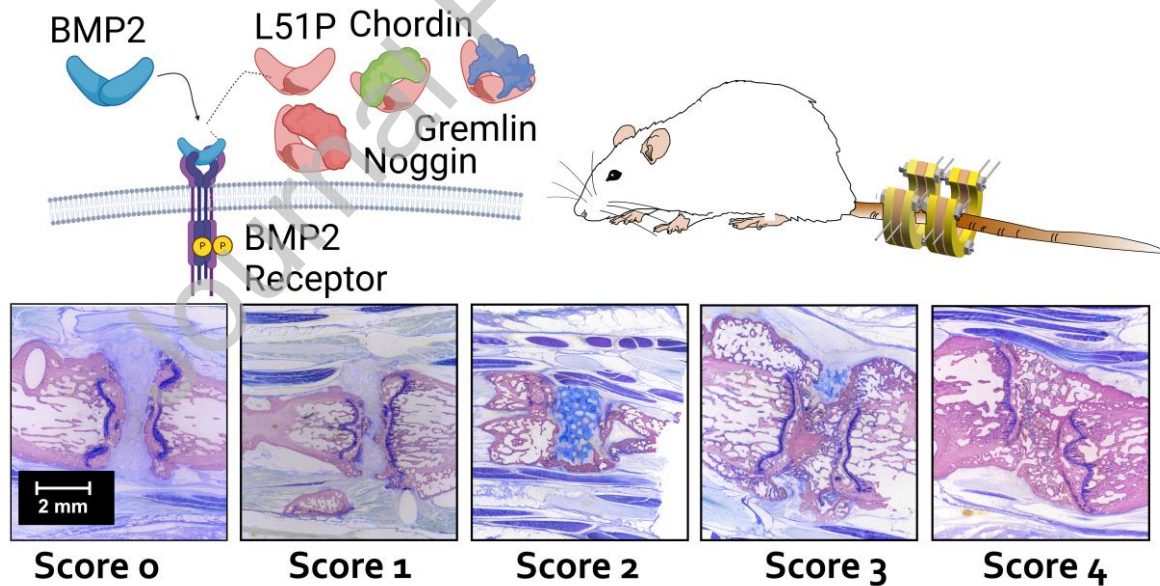 BMP2
L51P Chordin
Gremlin
Noggin
P P
BMP2
Receptor
Journal P
2 mm
Score 0
Score 1
Score 2
Score 3
Score 4